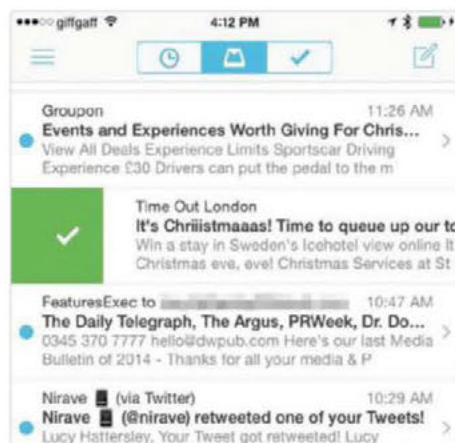 giffgaff 4:12 PM
Groupon 11:26 AM
Events and Experiences Worth Giving For Chris...
View All Deals Experience Limits Sportscar Driving
Experience £30 Drivers can put the pedal to the m
Time Out London
It's Chriiistmaaas! Time to queue up our to
Win a stay in Sweden's Icehotel view online It
Christmas eve, eve! Christmas Services at St
FeaturesExec to 10:47 AM
The Daily Telegraph, The Argus, PRWeek, Dr. Do...
0345 370 7777 hello@dwpub.com Here's our last Media
Bulletin of 2014 - Thanks for all your media & P
Nirave (via Twitter) 10:29 AM
Nirave (@nirave) retweeted one of your Tweets!
Lucy Hattersley, Your Tweet got retweeted! Lucy